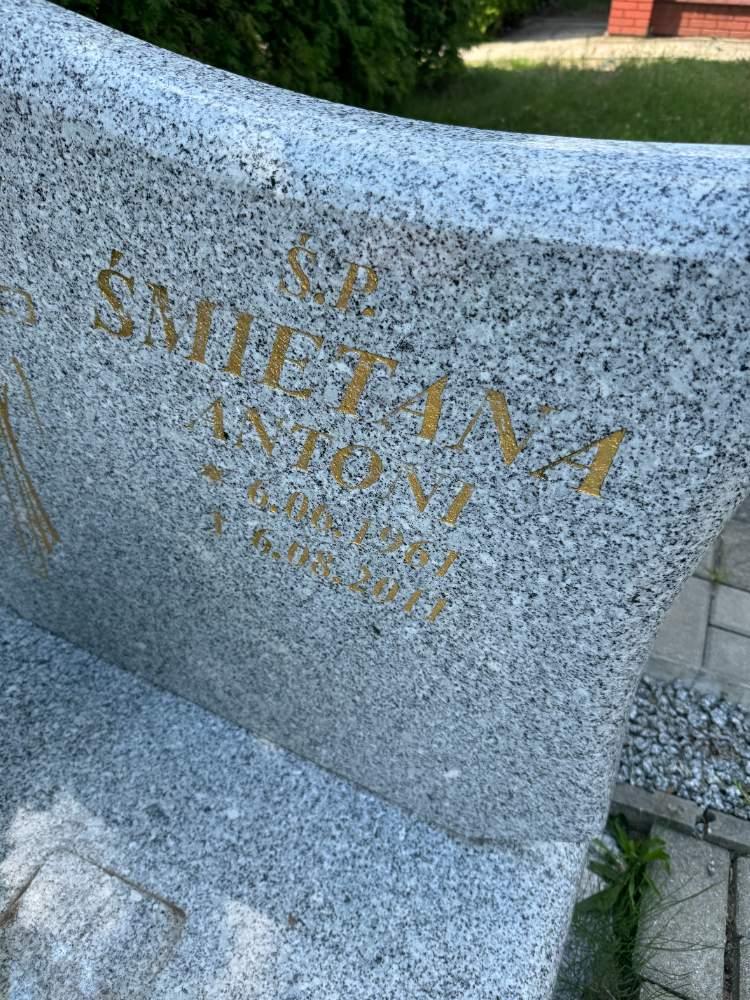 Ś.P.
ŚMIETANA
ANTONI
* 6.06.1961
† 6.08.2011